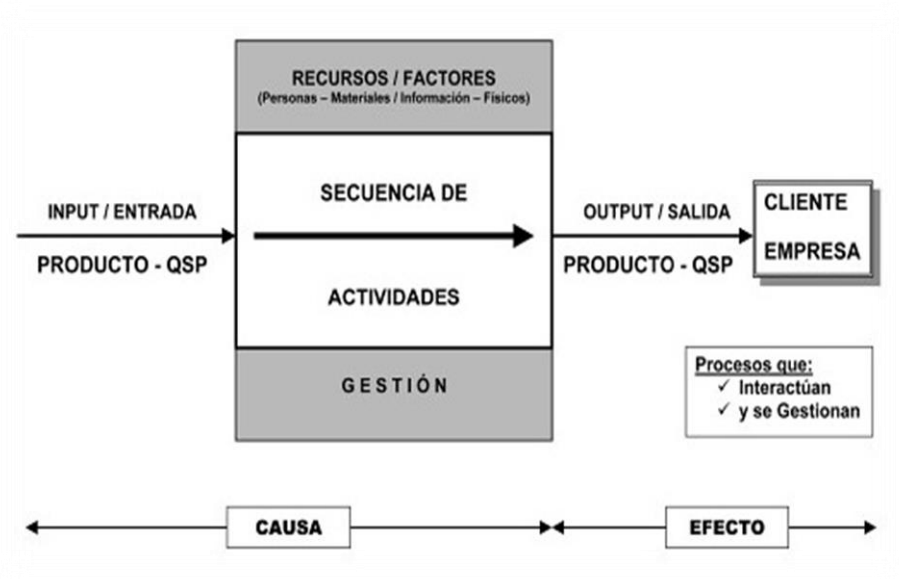 RECURSOS / FACTORES
(Personas – Materiales / Información – Físicos)
SECUENCIA DE
ACTIVIDADES
GESTIÓN
INPUT / ENTRADA
PRODUCTO - QSP
OUTPUT / SALIDA
PRODUCTO - QSP
CLIENTE
EMPRESA
Procesos que:
✓ Interactúan
✓ y se Gestionan
CAUSA
EFECTO